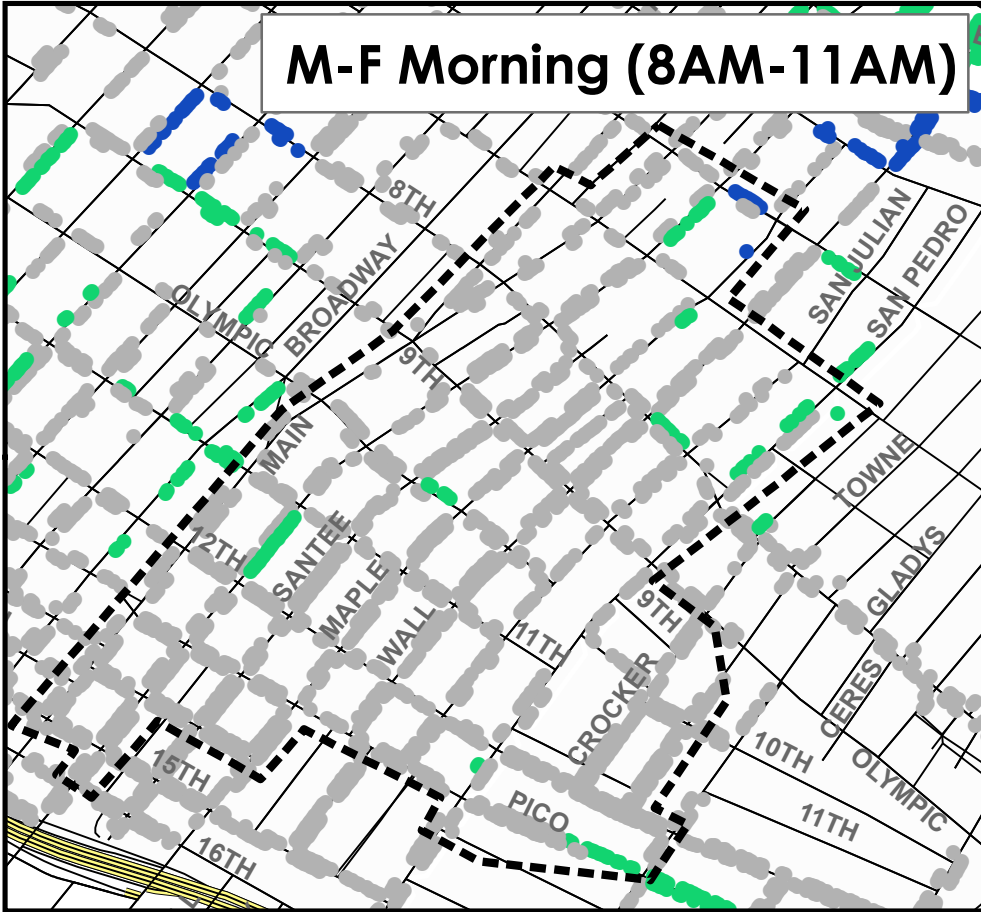 M-F Morning (8AM-11AM)
8TH
SAN JULIAN
SAN PEDRO
BROADWAY
OLYMPIC
9TH
MAIN
TOWNE
12TH
SANTEE
MAPLE
GLADYS
9TH
WALL
11TH
CROCKER
CERES
10TH
OLYMPIC
15TH
PICO
11TH
16TH